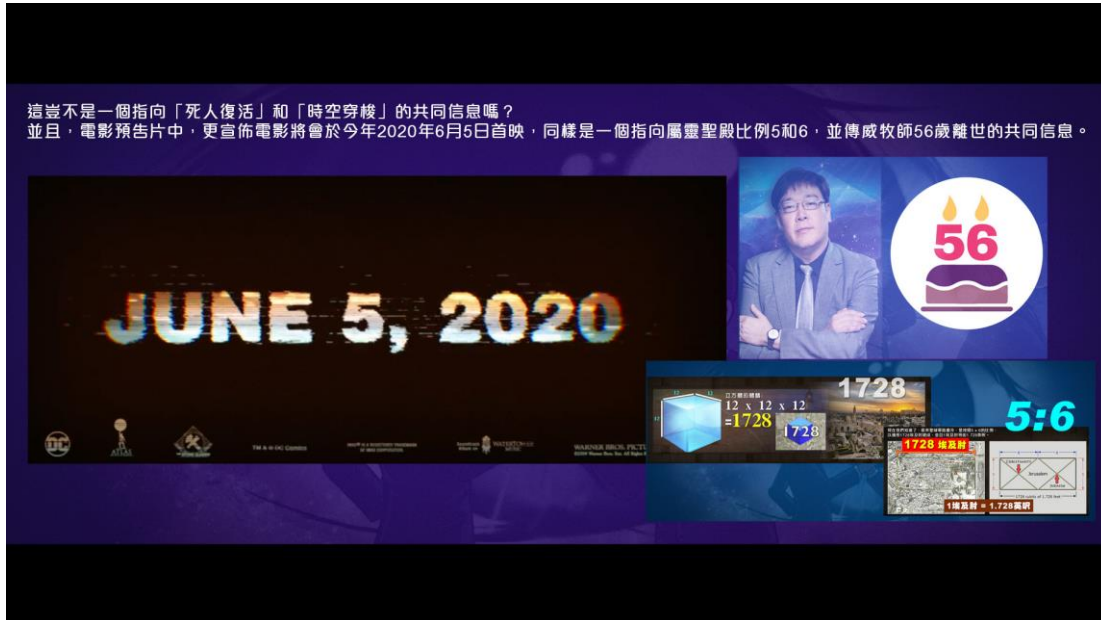 這豈不是一個指向「死人復活」和「時空穿梭」的共同信息嗎？
並且，電影預告片中，更宣佈電影將會於今年2020年6月5日首映，同樣是一個指向屬靈聖殿比例5和6，並傳威牧師56歲離世的共同信息。
JUNE 5, 2020
DC
ATLAS
56
1728
12 x 12 x 12
=1728
1728
5:6
1728 埃及肘
Jerusalem
1埃及肘 = 1.728英呎